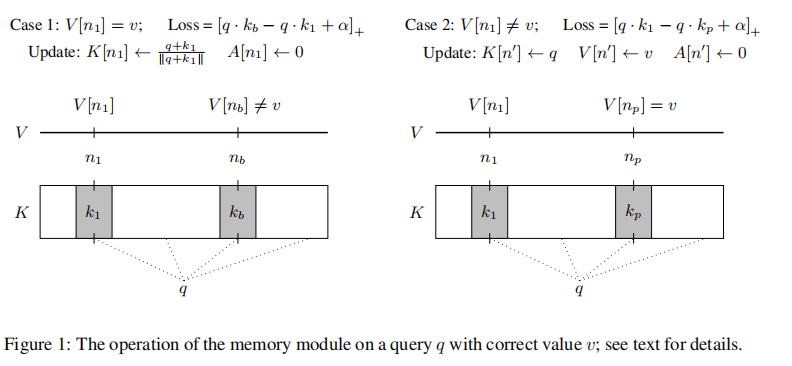 Case 1: V[n₁] = v; Loss = [q · k_b − q · k₁ + α]₊
Update: K[n₁] ← (q+k₁)/‖q+k₁‖ A[n₁] ← 0
V[n₁] V[n_b] ≠ v
V
n₁ n_b
K k₁ k_b
q
Case 2: V[n₁] ≠ v; Loss = [q · k₁ − q · k_p + α]₊
Update: K[n′] ← q V[n′] ← v A[n′] ← 0
V[n₁] V[n_p] = v
V
n₁ n_p
K k₁ k_p
q
Figure 1: The operation of the memory module on a query q with correct value v; see text for details.